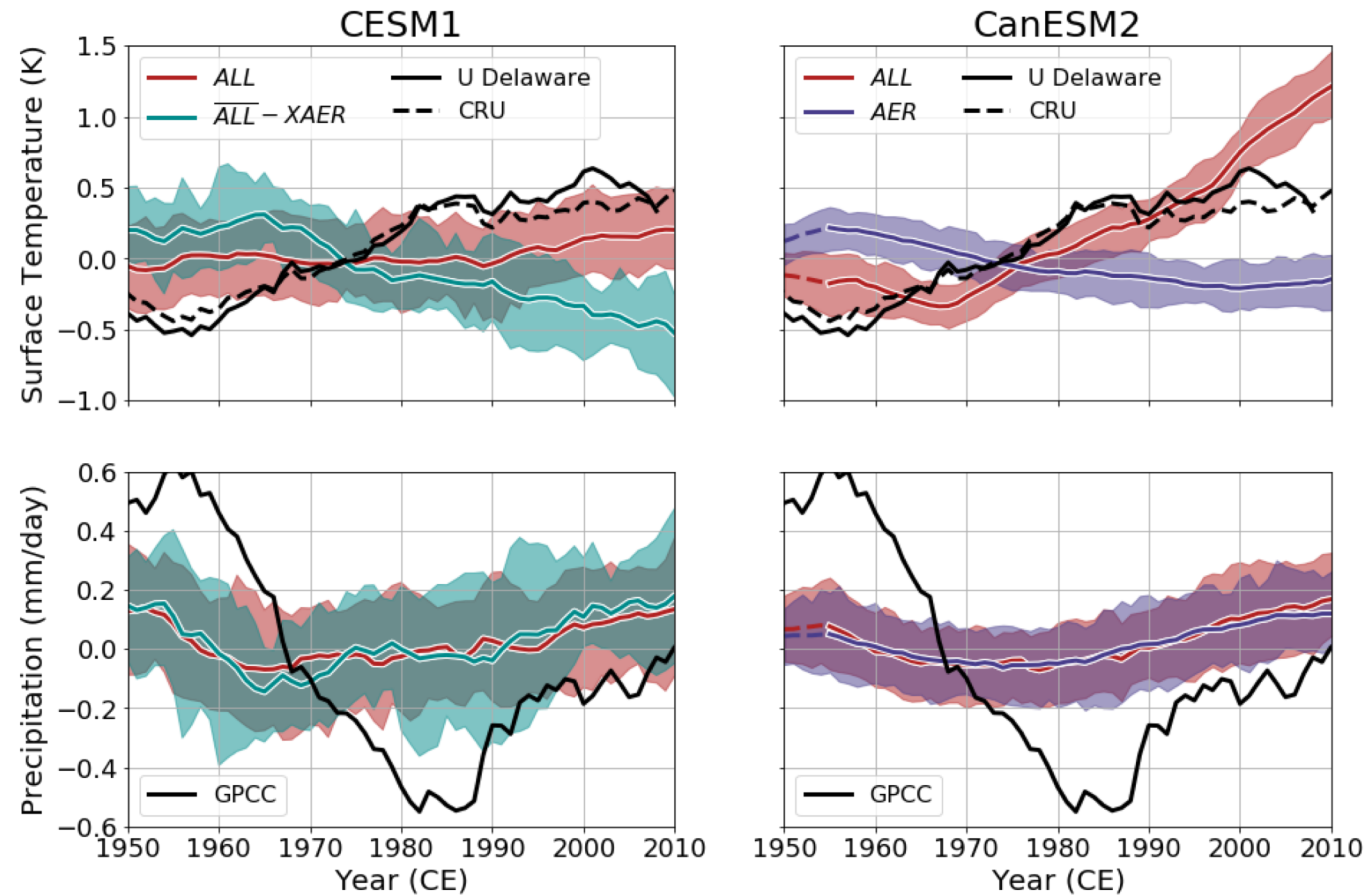 CESM1
CanESM2
Surface Temperature (K)
1.5
1.0
0.5
0.0
−0.5
−1.0
ALL
ALL − XAER
U Delaware
CRU
ALL
AER
U Delaware
CRU
Precipitation (mm/day)
0.6
0.4
0.2
0.0
−0.2
−0.4
−0.6
GPCC
GPCC
1950 1960 1970 1980 1990 2000 2010
1950 1960 1970 1980 1990 2000 2010
Year (CE)
Year (CE)